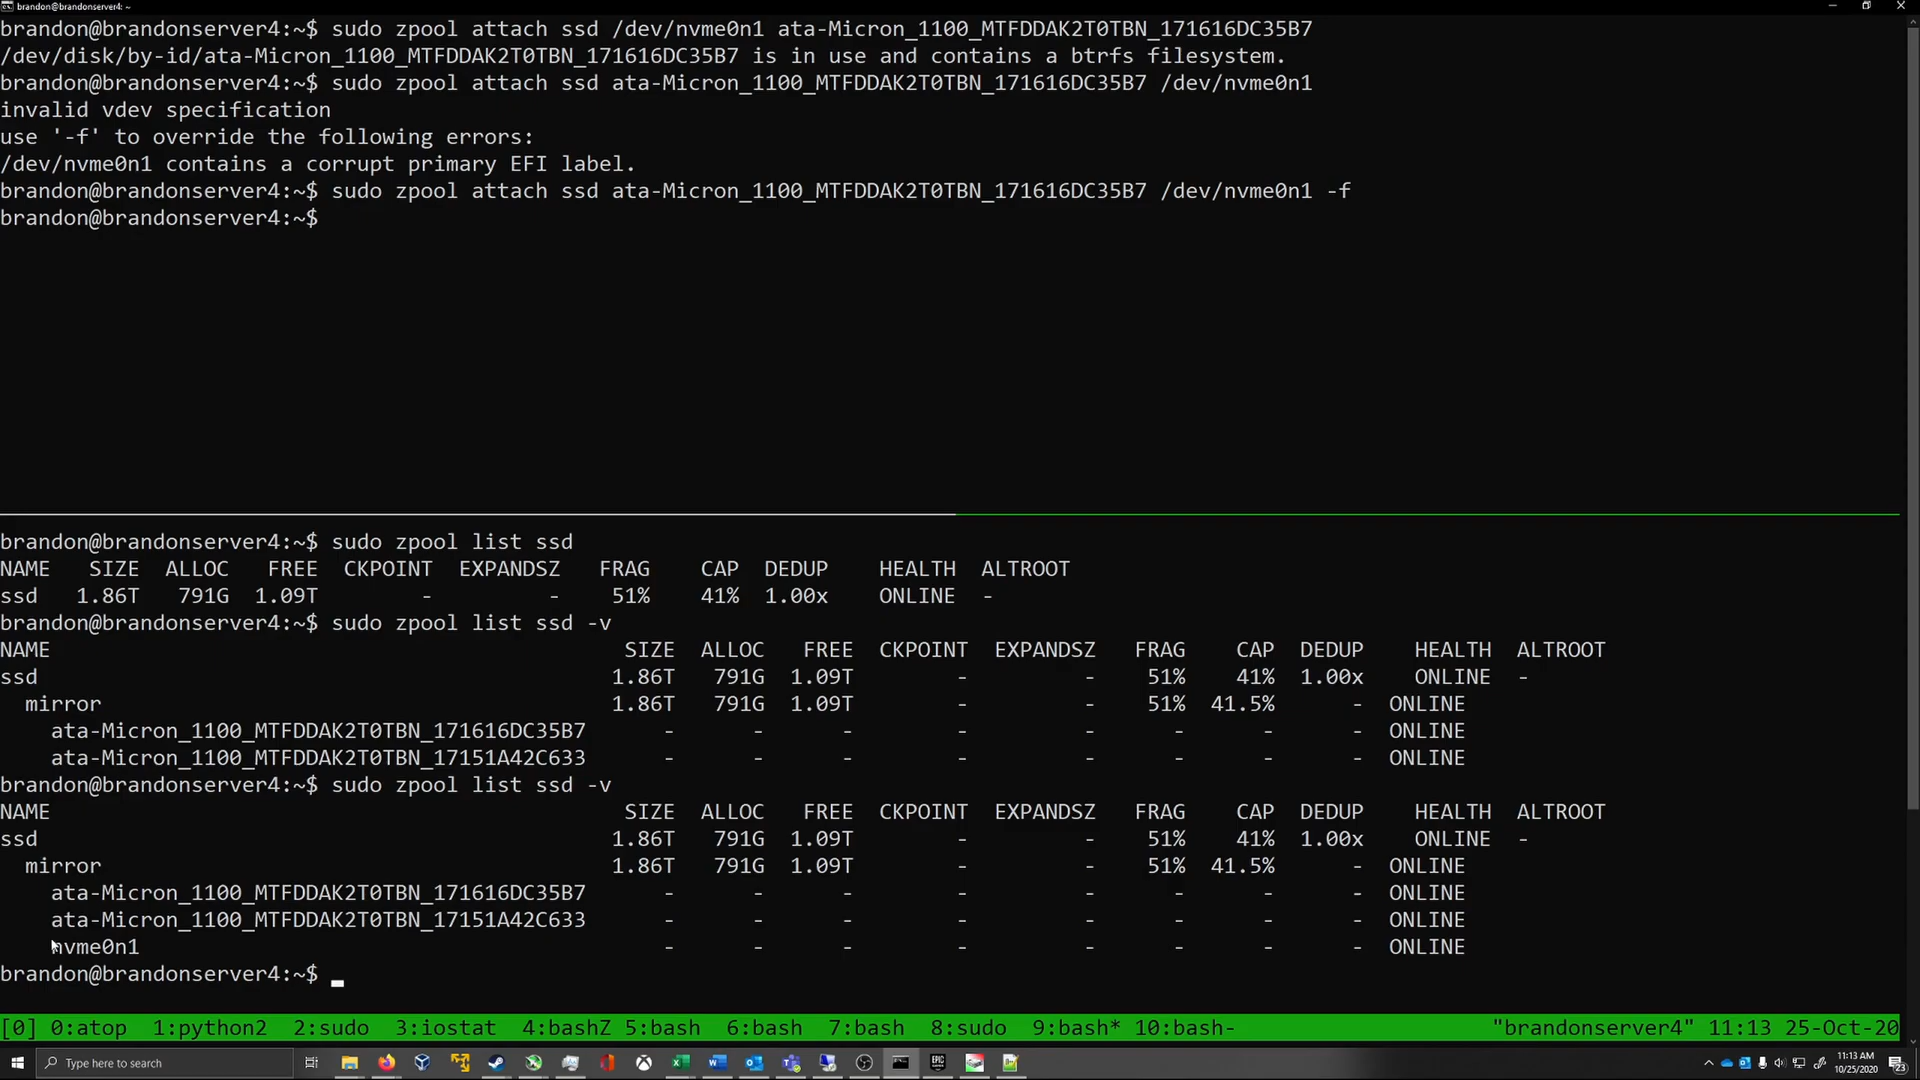 brandon@brandonserver4: ~
brandon@brandonserver4:~$ sudo zpool attach ssd /dev/nvme0n1 ata-Micron_1100_MTFDDAK2T0TBN_171616DC35B7
/dev/disk/by-id/ata-Micron_1100_MTFDDAK2T0TBN_171616DC35B7 is in use and contains a btrfs filesystem.
brandon@brandonserver4:~$ sudo zpool attach ssd ata-Micron_1100_MTFDDAK2T0TBN_171616DC35B7 /dev/nvme0n1
invalid vdev specification
use '-f' to override the following errors:
/dev/nvme0n1 contains a corrupt primary EFI label.
brandon@brandonserver4:~$ sudo zpool attach ssd ata-Micron_1100_MTFDDAK2T0TBN_171616DC35B7 /dev/nvme0n1 -f
brandon@brandonserver4:~$
brandon@brandonserver4:~$ sudo zpool list ssd
NAME SIZE ALLOC FREE CKPOINT EXPANDSZ FRAG CAP DEDUP HEALTH ALTROOT
ssd 1.86T 791G 1.09T - - 51% 41% 1.00x ONLINE -
brandon@brandonserver4:~$ sudo zpool list ssd -v
NAME SIZE ALLOC FREE CKPOINT EXPANDSZ FRAG CAP DEDUP HEALTH ALTROOT
ssd 1.86T 791G 1.09T - - 51% 41% 1.00x ONLINE -
mirror 1.86T 791G 1.09T - - 51% 41.5% - ONLINE
ata-Micron_1100_MTFDDAK2T0TBN_171616DC35B7 - - - - - - - - ONLINE
ata-Micron_1100_MTFDDAK2T0TBN_17151A42C633 - - - - - - - - ONLINE
brandon@brandonserver4:~$ sudo zpool list ssd -v
NAME SIZE ALLOC FREE CKPOINT EXPANDSZ FRAG CAP DEDUP HEALTH ALTROOT
ssd 1.86T 791G 1.09T - - 51% 41% 1.00x ONLINE -
mirror 1.86T 791G 1.09T - - 51% 41.5% - ONLINE
ata-Micron_1100_MTFDDAK2T0TBN_171616DC35B7 - - - - - - - - ONLINE
ata-Micron_1100_MTFDDAK2T0TBN_17151A42C633 - - - - - - - - ONLINE
nvme0n1 - - - - - - - - ONLINE
brandon@brandonserver4:~$
[0] 0:atop 1:python2 2:sudo 3:iostat 4:bashZ 5:bash 6:bash 7:bash 8:sudo 9:bash* 10:bash- "brandonserver4" 11:13 25-Oct-20
Type here to search
11:13 AM
10/25/2020
23